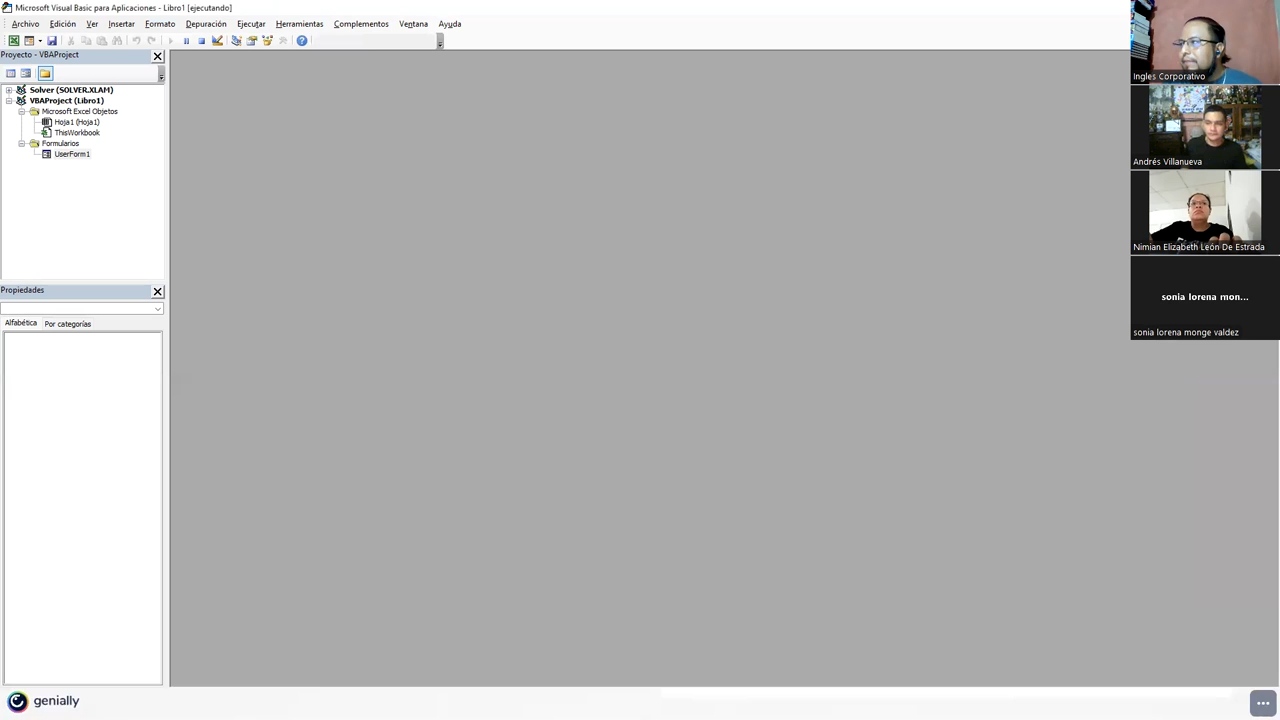 Microsoft Visual Basic para Aplicaciones - Libro1 [ejecutando]
Archivo Edición Ver Insertar Formato Depuración Ejecutar Herramientas Complementos Ventana Ayuda
Proyecto - VBAProject
Solver (SOLVER.XLAM)
VBAProject (Libro1)
Microsoft Excel Objetos
Hoja1 (Hoja1)
ThisWorkbook
Formularios
UserForm1
Propiedades
Alfabética Por categorías
Ingles Corporativo
Andrés Villanueva
Nimian Elizabeth León De Estrada
sonia lorena mon...
sonia lorena monge valdez
genially